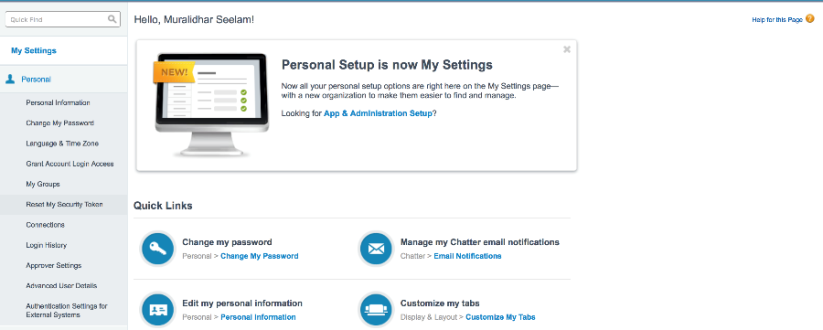 Quick Find
Hello, Muralidhar Seelam!
Help for this Page
My Settings
Personal
Personal Information
Change My Password
Language & Time Zone
Grant Account Login Access
My Groups
Reset My Security Token
Connections
Login History
Approver Settings
Advanced User Details
Authentication Settings for
External Systems
NEW!
Personal Setup is now My Settings
Now all your personal setup options are right here on the My Settings page—
with a new organization to make them easier to find and manage.
Looking for App & Administration Setup?
Quick Links
Change my password
Personal > Change My Password
Manage my Chatter email notifications
Chatter > Email Notifications
Edit my personal information
Personal > Personal Information
Customize my tabs
Display & Layout > Customize My Tabs